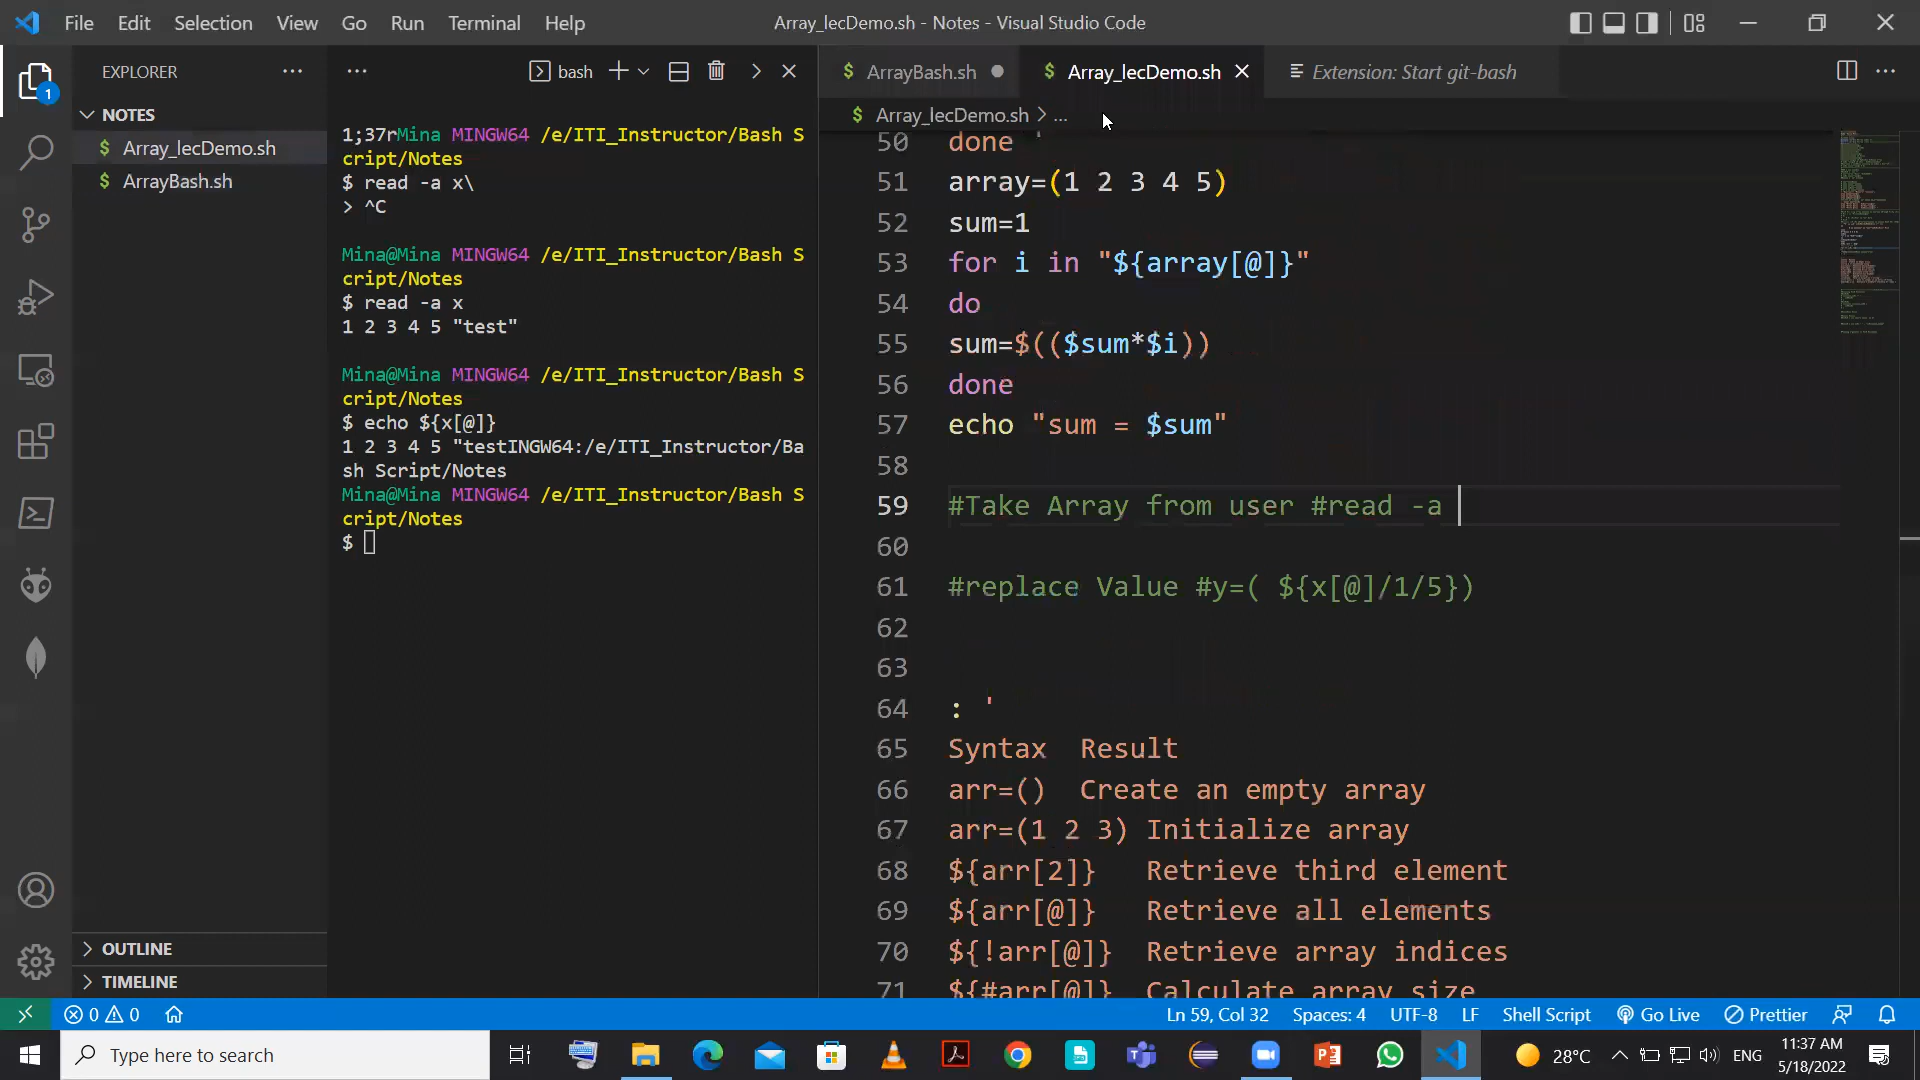 File Edit Selection View Go Run Terminal Help
Array_lecDemo.sh - Notes - Visual Studio Code
EXPLORER
NOTES
Array_lecDemo.sh
ArrayBash.sh
OUTLINE
TIMELINE
1
bash
1;37rMina MINGW64 /e/ITI_Instructor/Bash S
cript/Notes
$ read -a x\
> ^C
Mina@Mina MINGW64 /e/ITI_Instructor/Bash S
cript/Notes
$ read -a x
1 2 3 4 5 "test"
Mina@Mina MINGW64 /e/ITI_Instructor/Bash S
cript/Notes
$ echo ${x[@]}
1 2 3 4 5 "testINGW64:/e/ITI_Instructor/Ba
sh Script/Notes
Mina@Mina MINGW64 /e/ITI_Instructor/Bash S
cript/Notes
$
$ ArrayBash.sh
$ Array_lecDemo.sh
Extension: Start git-bash
$ Array_lecDemo.sh > ...
50 done '
51 array=(1 2 3 4 5)
52 sum=1
53 for i in "${array[@]}"
54 do
55 sum=$(($sum*$i))
56 done
57 echo "sum = $sum"
58
59 #Take Array from user #read -a
60
61 #replace Value #y=( ${x[@]/1/5})
62
63
64 : '
65 Syntax Result
66 arr=() Create an empty array
67 arr=(1 2 3) Initialize array
68 ${arr[2]} Retrieve third element
69 ${arr[@]} Retrieve all elements
70 ${!arr[@]} Retrieve array indices
71 ${#arr[@]} Calculate array size
0 0
Ln 59, Col 32 Spaces: 4 UTF-8 LF Shell Script Go Live Prettier
Type here to search
28°C ENG
11:37 AM
5/18/2022